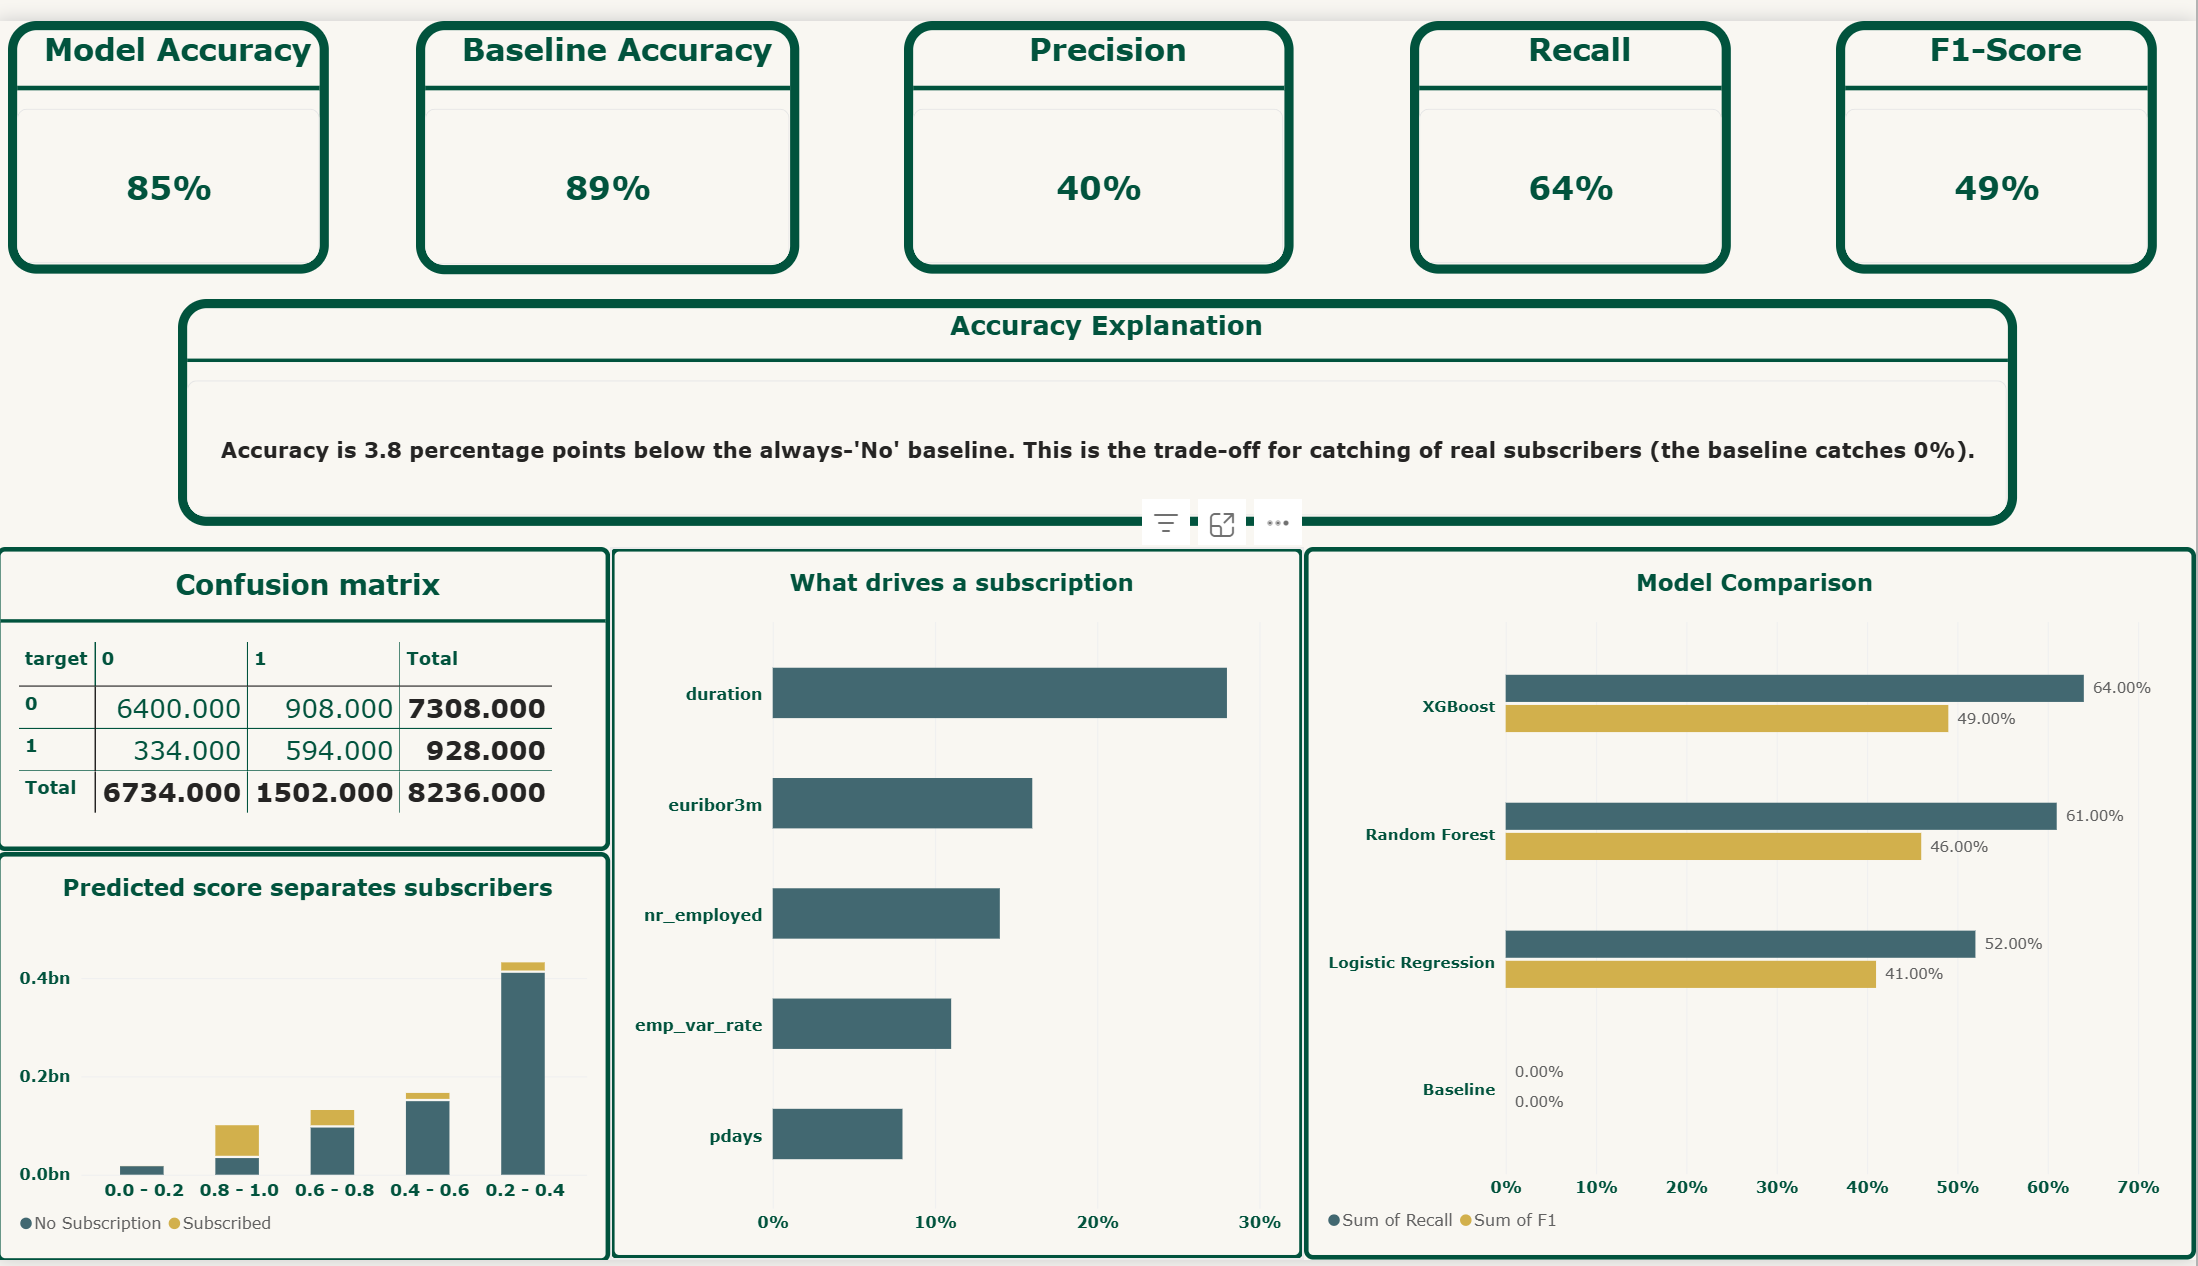 Model Accuracy
Baseline Accuracy
Precision
Recall
F1-Score
85%
89%
40%
64%
49%
Accuracy Explanation
Accuracy is 3.8 percentage points below the always-'No' baseline. This is the trade-off for catching of real subscribers (the baseline catches 0%).
Confusion matrix
target 0 1 Total
0 6400.000 908.000 7308.000
1 334.000 594.000 928.000
Total 6734.000 1502.000 8236.000
Predicted score separates subscribers
0.4bn
0.2bn
0.0bn
0.0 - 0.2 0.8 - 1.0 0.6 - 0.8 0.4 - 0.6 0.2 - 0.4
No Subscription Subscribed
What drives a subscription
duration
euribor3m
nr_employed
emp_var_rate
pdays
0% 10% 20% 30%
Model Comparison
XGBoost
64.00%
49.00%
Random Forest
61.00%
46.00%
Logistic Regression
52.00%
41.00%
Baseline
0.00%
0.00%
0% 10% 20% 30% 40% 50% 60% 70%
Sum of Recall Sum of F1